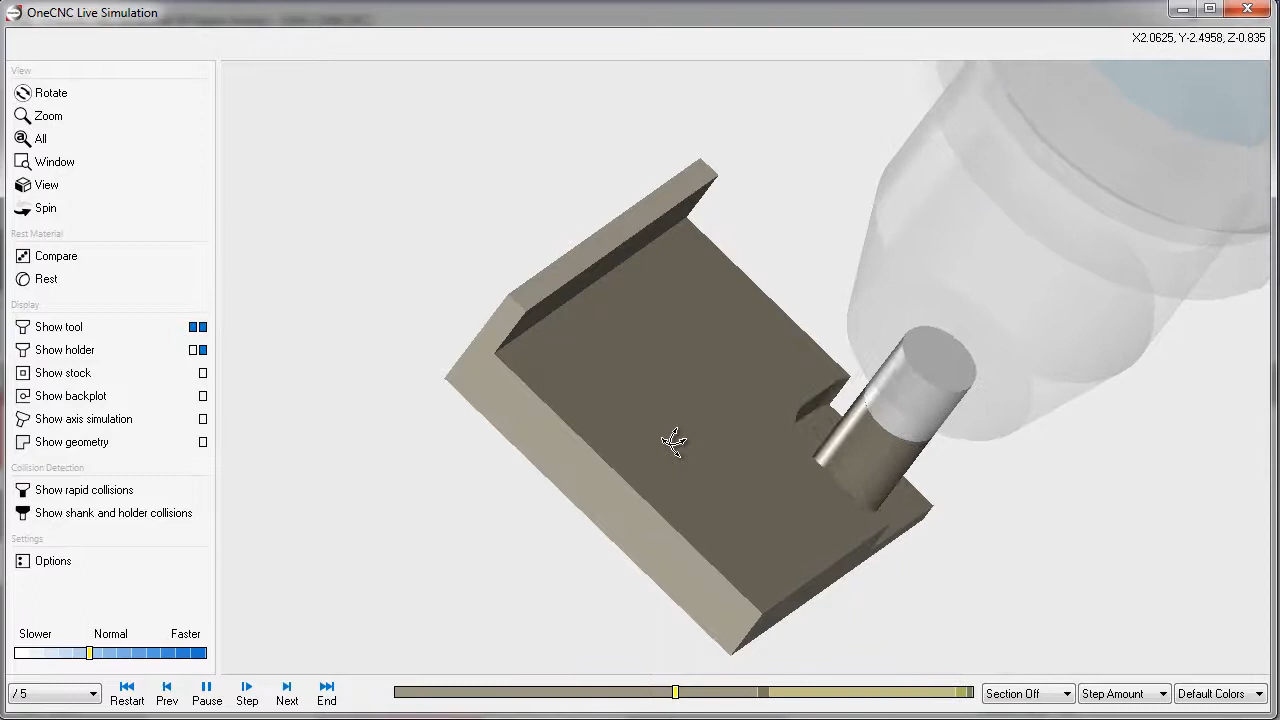 OneCNC Live Simulation
X2.0625, Y-2.4958, Z-0.835
View
Rotate
Zoom
All
Window
View
Spin
Rest Material
Compare
Rest
Display
Show tool
Show holder
Show stock
Show backplot
Show axis simulation
Show geometry
Collision Detection
Show rapid collisions
Show shank and holder collisions
Settings
Options
Slower Normal Faster
/ 5 Restart Prev Pause Step Next End Section Off Step Amount Default Colors